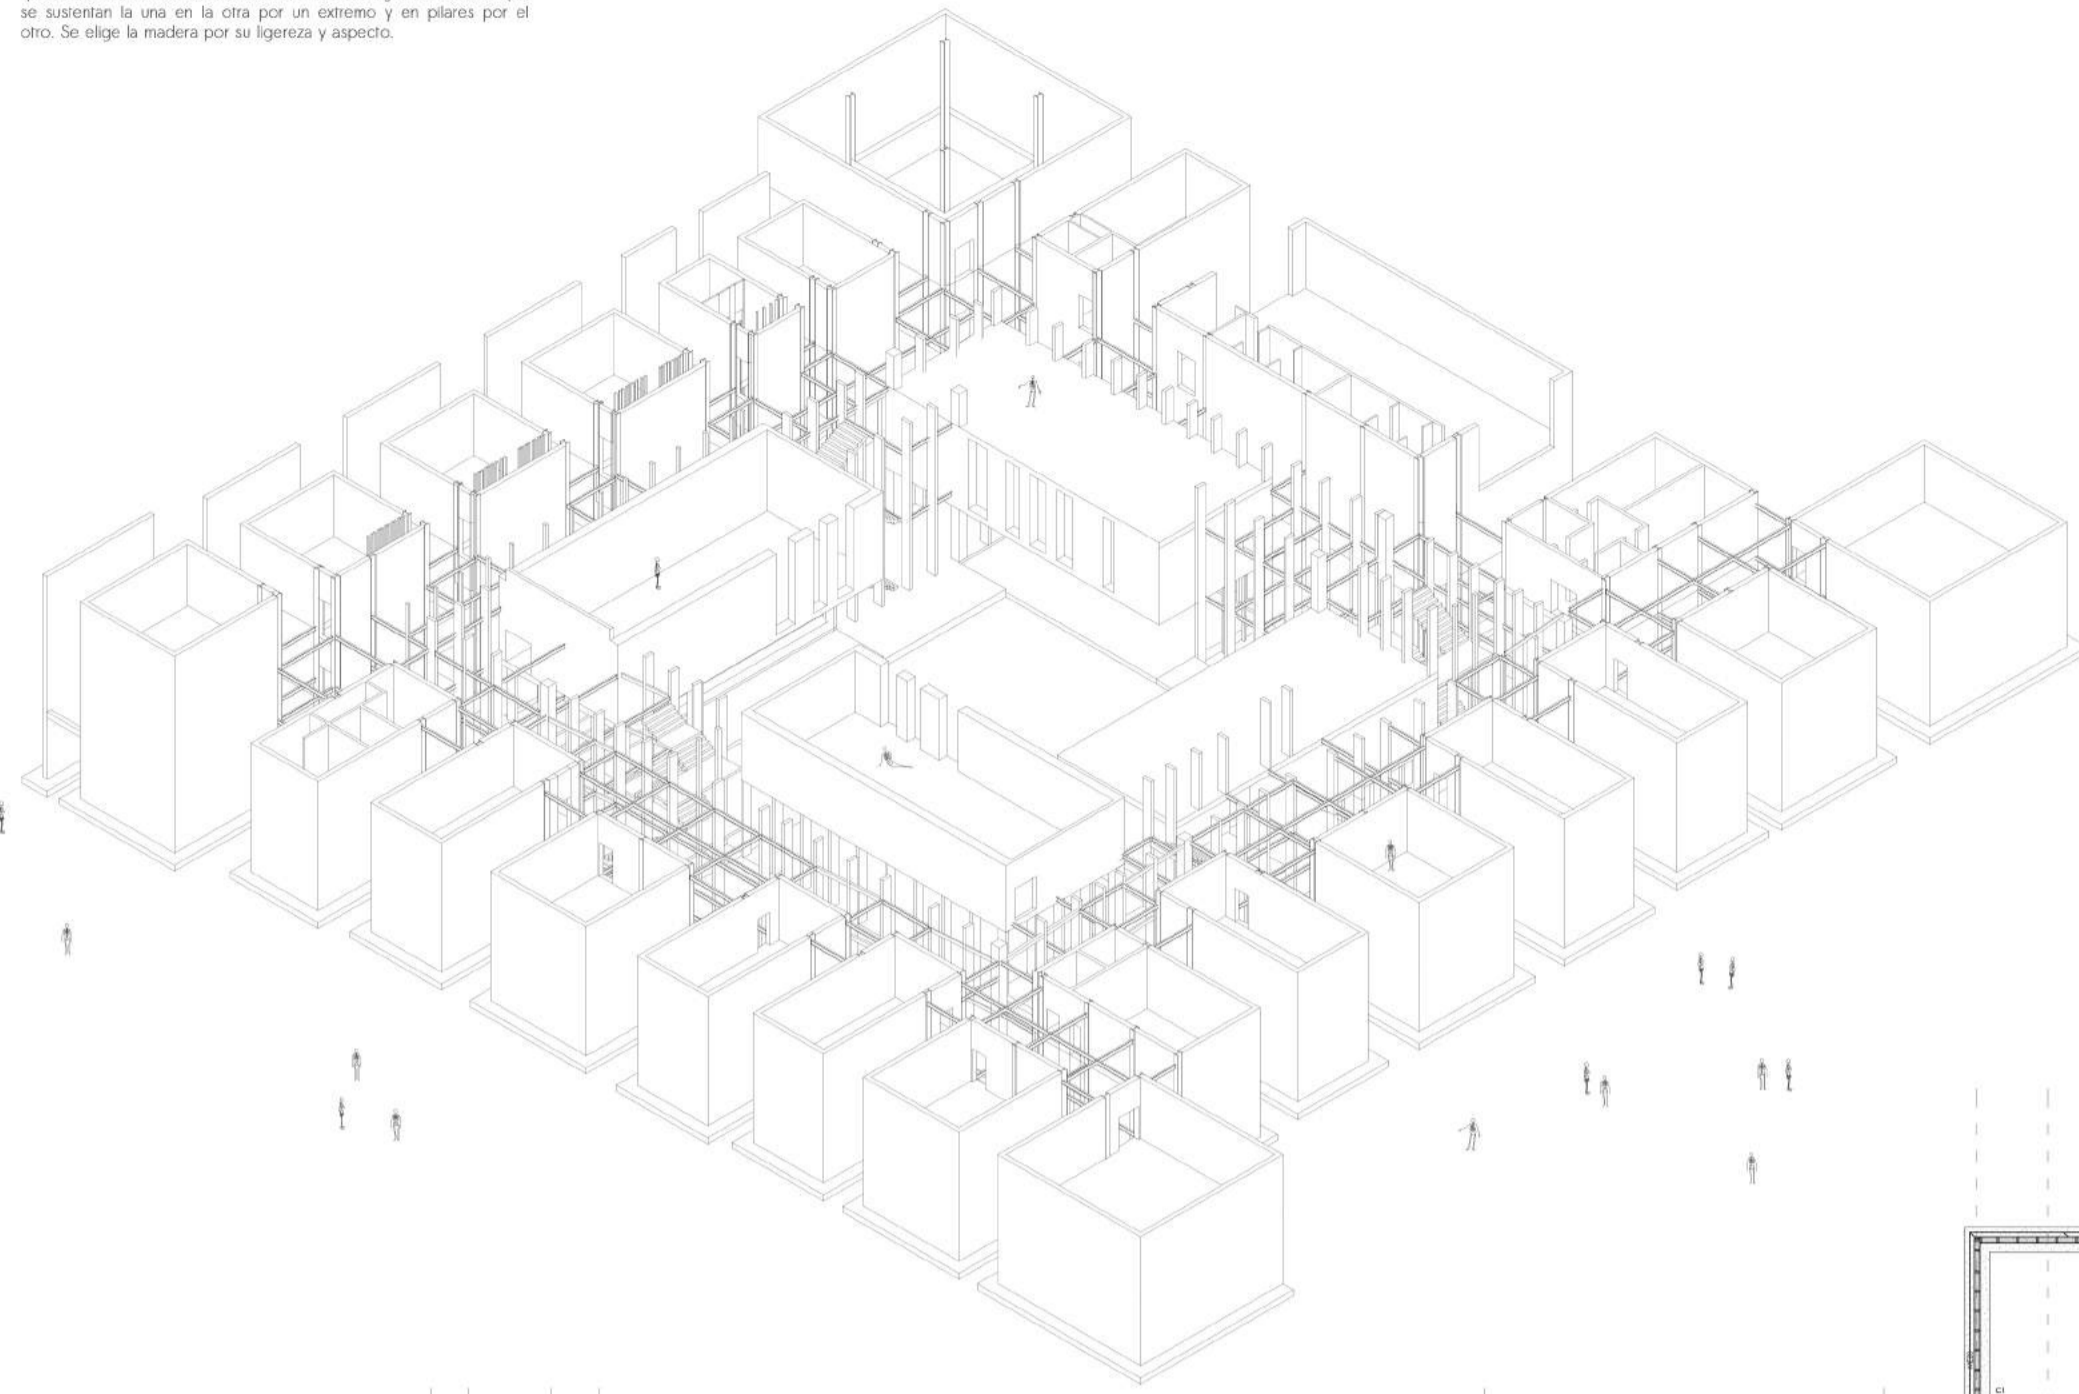 se sustentan la una en la otra por un extremo y en pilares por el
otro. Se elige la madera por su ligereza y aspecto.